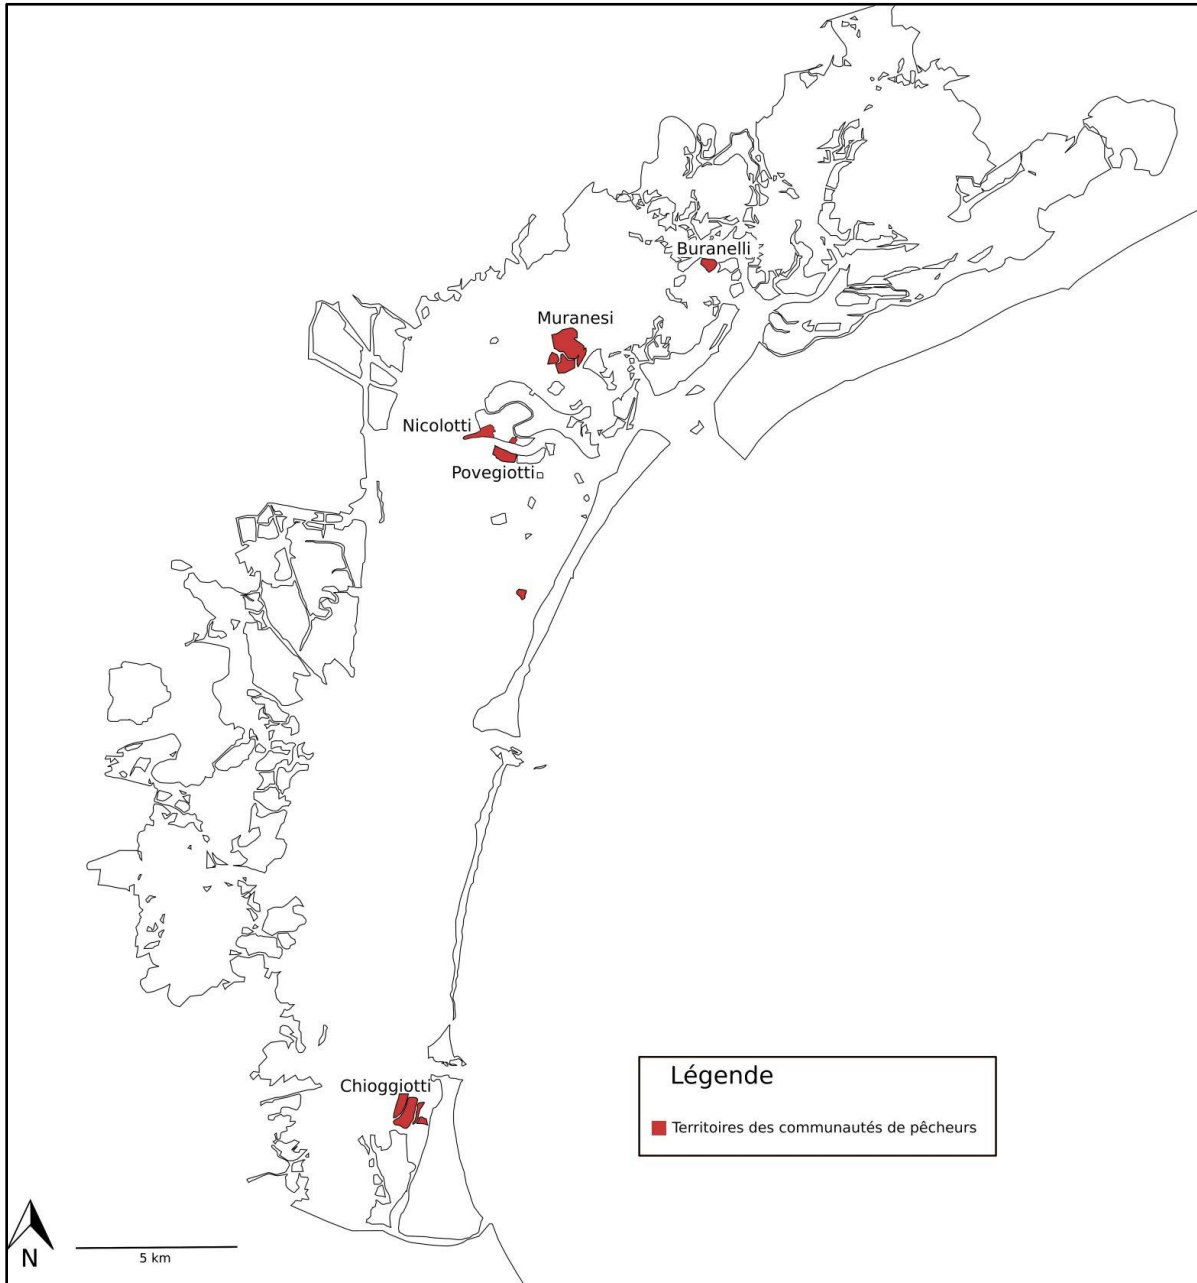 Buranelli
Muranesi
Nicolotti
Povegiotti
Chioggiotti
Légende
Territoires des communautés de pêcheurs
N
5 km